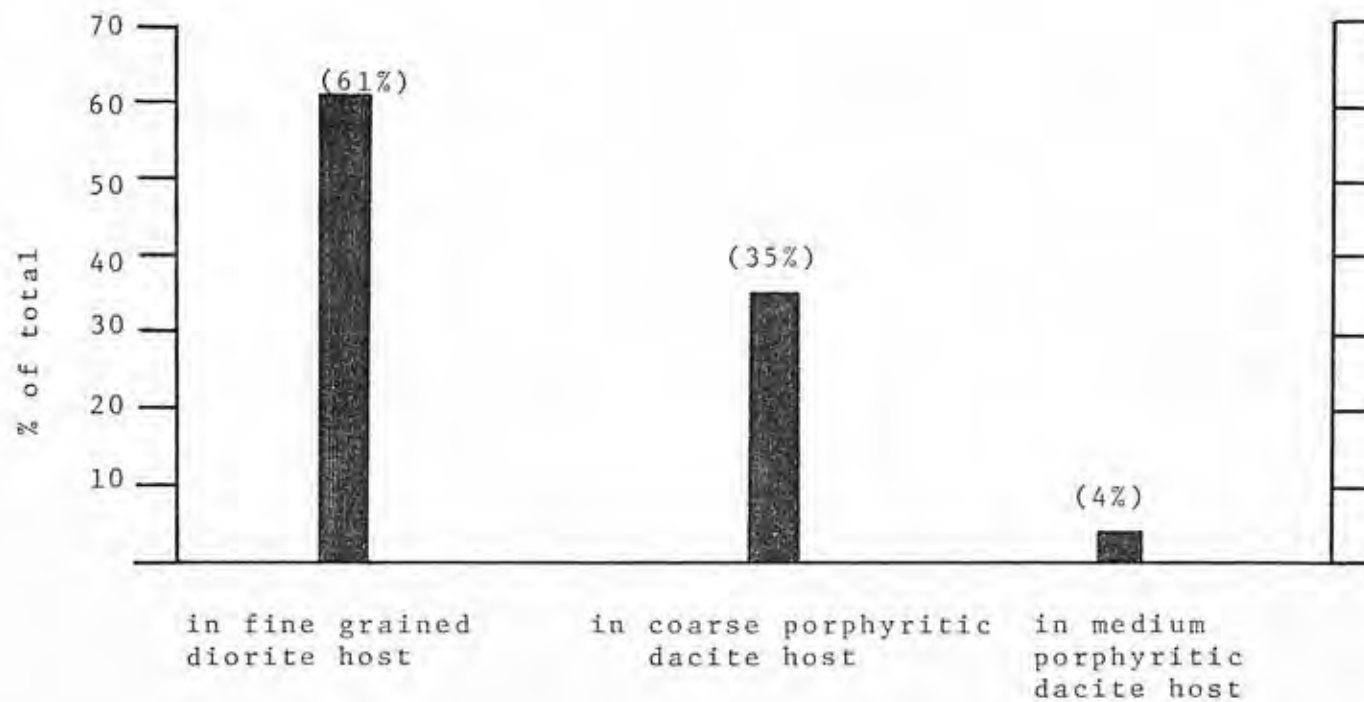 70
(61%)
60
50
40
(35%)
30
20
10
(4%)
% of total
in fine grained
diorite host
in coarse porphyritic
dacite host
in medium
porphyritic
dacite host